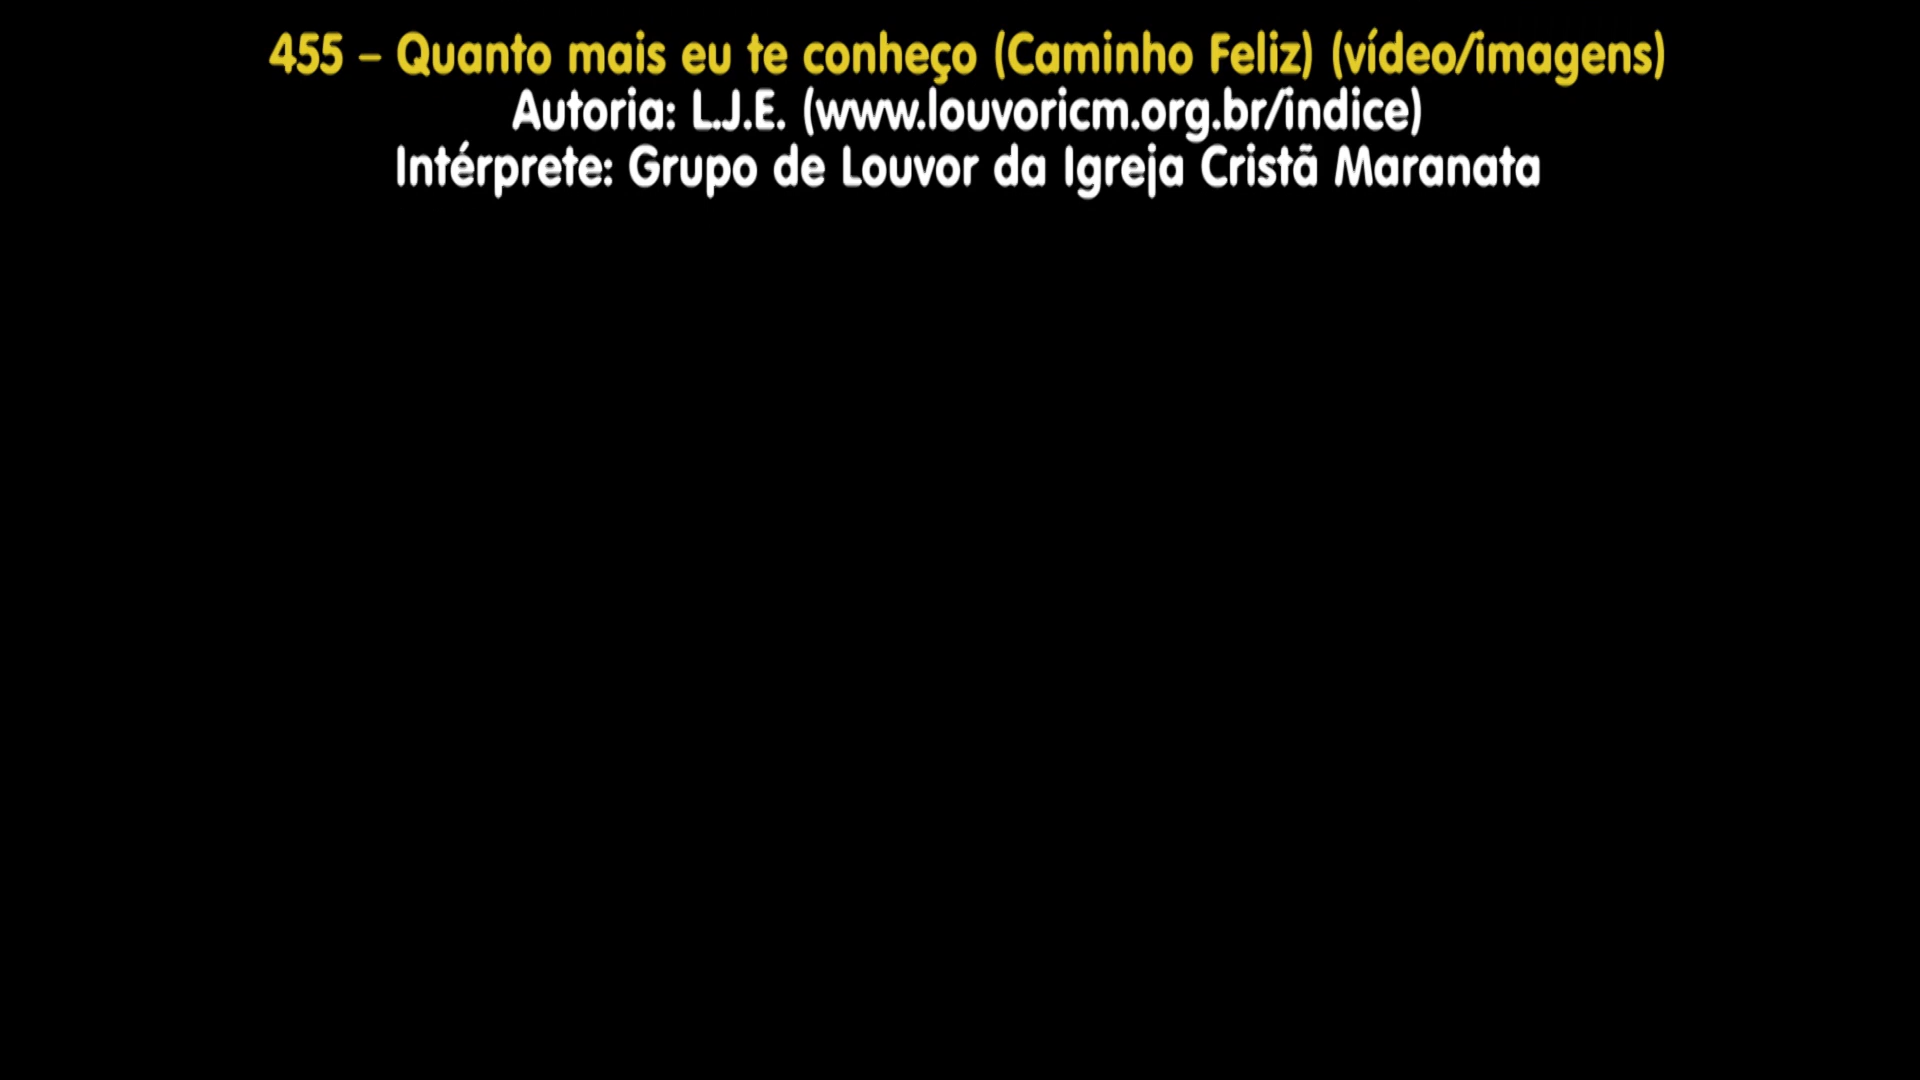 455 – Quanto mais eu te conheço (Caminho Feliz) (vídeo/imagens)
Autoria: L.J.E. (www.louvoricm.org.br/indice)
Intérprete: Grupo de Louvor da Igreja Cristã Maranata